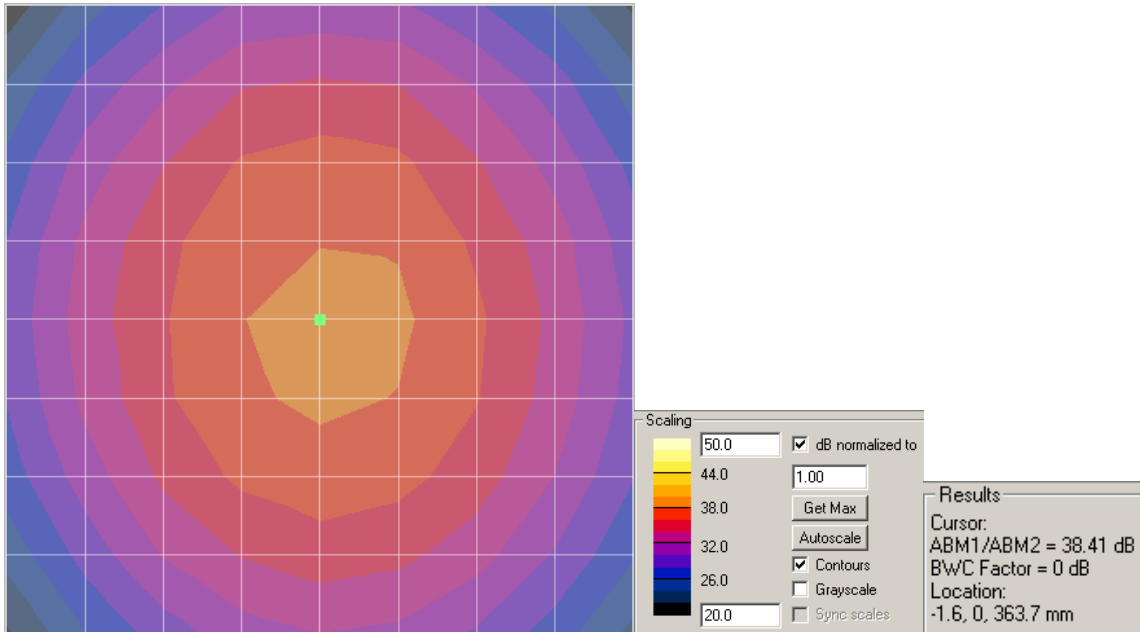 Scaling
50.0
dB normalized to
44.0
1.00
38.0
Get Max
32.0
Autoscale
Contours
26.0
Grayscale
20.0
Sync scales
Results
Cursor:
ABM1/ABM2 = 38.41 dB
BWC Factor = 0 dB
Location:
-1.6, 0, 363.7 mm